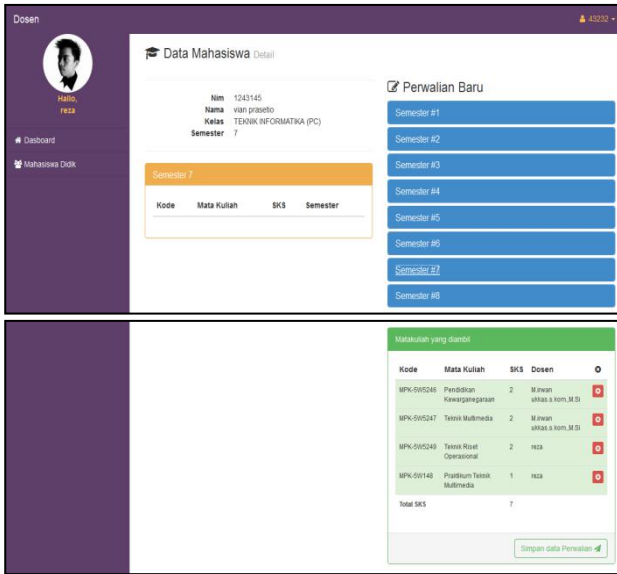 Dosen
43232
Hallo,
reza
Dasboard
Mahasiswa Didik
Data Mahasiswa Detail
Nim 1243145
Nama vian prasetio
Kelas TEKNIK INFORMATIKA (PC)
Semester 7
Semester 7
Kode Mata Kuliah SKS Semester
Perwalian Baru
Semester #1
Semester #2
Semester #3
Semester #4
Semester #5
Semester #6
Semester #7
Semester #8
Matakuliah yang diambil
Kode Mata Kuliah SKS Dosen
MPK-5W5246 Pendidikan Kewarganegaraan 2 M.irwan ukkas.s.kom.,M.Si
MPK-5W5247 Teknik Multimedia 2 M.irwan ukkas.s.kom.,M.Si
MPK-5W5249 Teknik Riset Operasional 2 reza
MPK-5W148 Praktikum Teknik Multimedia 1 reza
Total SKS 7
Simpan data Perwalian